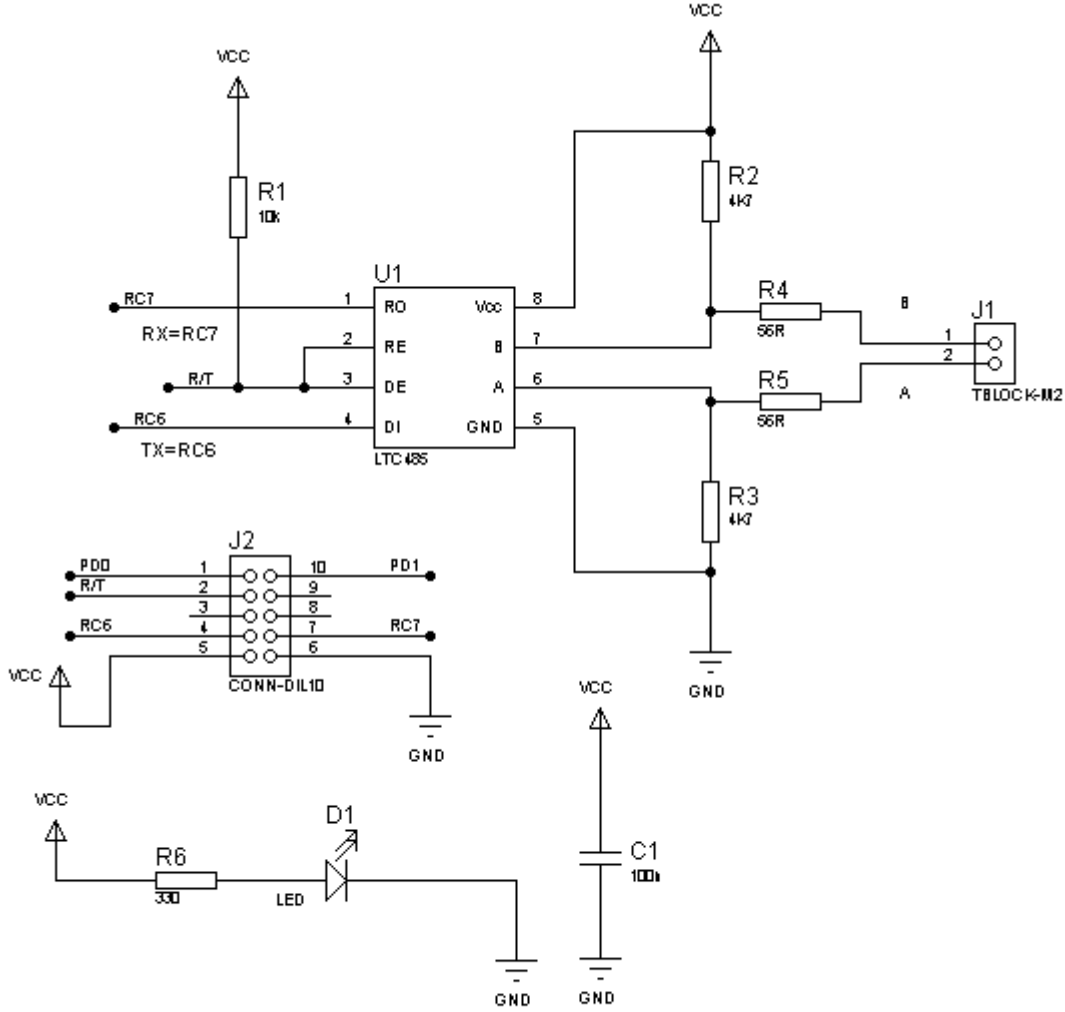 VCC
VCC
R1
10k
R2
4K7
U1
RC7
1
RO
Vcc
8
R4
56R
B
J1
RX=RC7
2
RE
B
7
1
2
R/T
3
DE
A
6
R5
56R
A
TBLOCK-M2
RC6
4
DI
GND
5
TX=RC6
LTC485
R3
4K7
J2
PD0
1
10
PD1
R/T
2
9
3
8
RC6
4
7
RC7
5
6
VCC
CONN-DIL10
GND
GND
VCC
VCC
D1
R6
330
LED
C1
100n
GND
GND